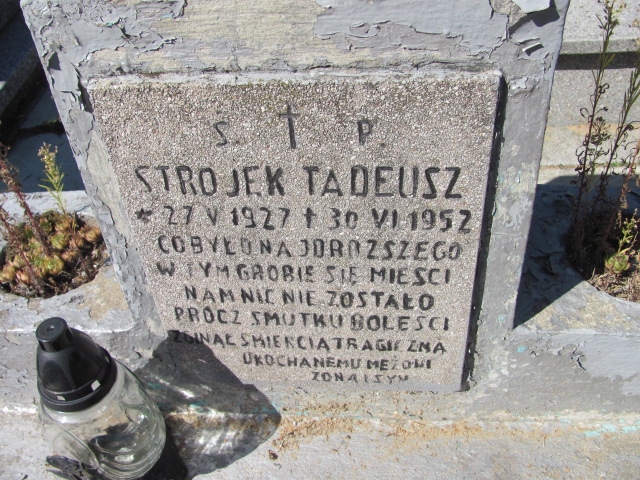 S. † P.
STROJEK TADEUSZ
* 27 V 1927 † 30 VI 1952
CO BYŁO NAJDROŻSZEGO
W TYM GROBIE SIĘ MIEŚCI
NAM NIC NIE ZOSTAŁO
PRÓCZ SMUTKU BOLEŚCI
ZGINĄŁ ŚMIERCIĄ TRAGICZNĄ
UKOCHANEMU MĘŻOWI
ŻONA I SYN